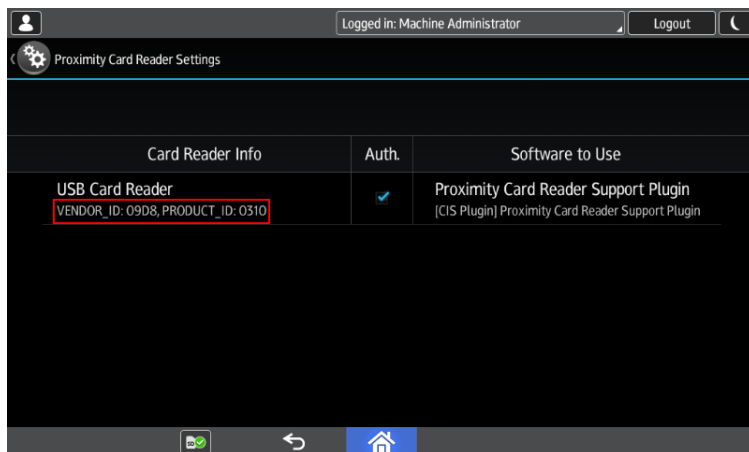 Logged in: Machine Administrator
Logout
Proximity Card Reader Settings
Card Reader Info
Auth.
Software to Use
USB Card Reader
VENDOR_ID: 09D8, PRODUCT_ID: 0310
Proximity Card Reader Support Plugin
[CIS Plugin] Proximity Card Reader Support Plugin